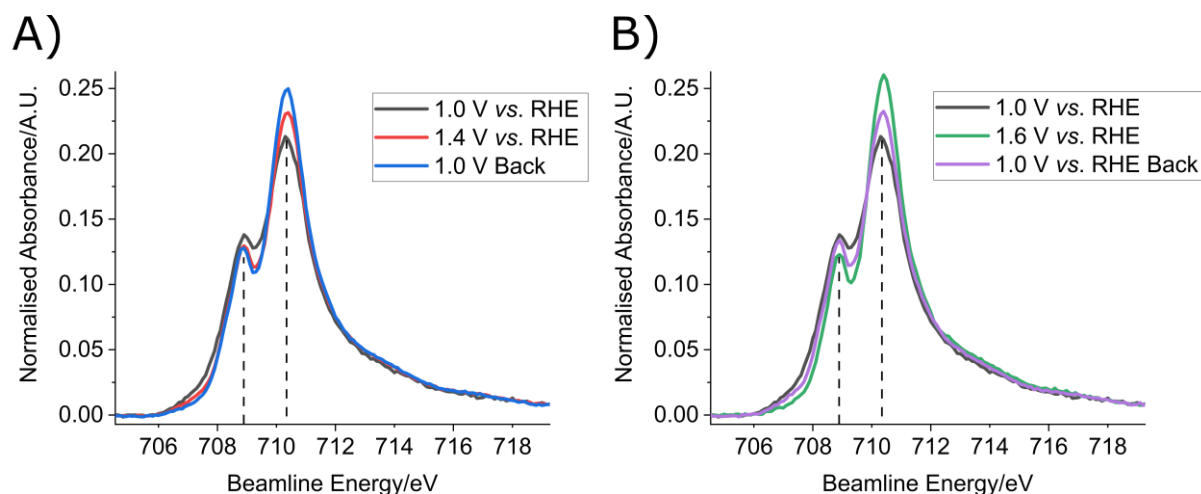 A)
Normalised Absorbance/A.U.
0.25
0.20
0.15
0.10
0.05
0.00
1.0 V vs. RHE
1.4 V vs. RHE
1.0 V Back
706 708 710 712 714 716 718
Beamline Energy/eV
B)
Normalised Absorbance/A.U.
0.25
0.20
0.15
0.10
0.05
0.00
1.0 V vs. RHE
1.6 V vs. RHE
1.0 V vs. RHE Back
706 708 710 712 714 716 718
Beamline Energy/eV